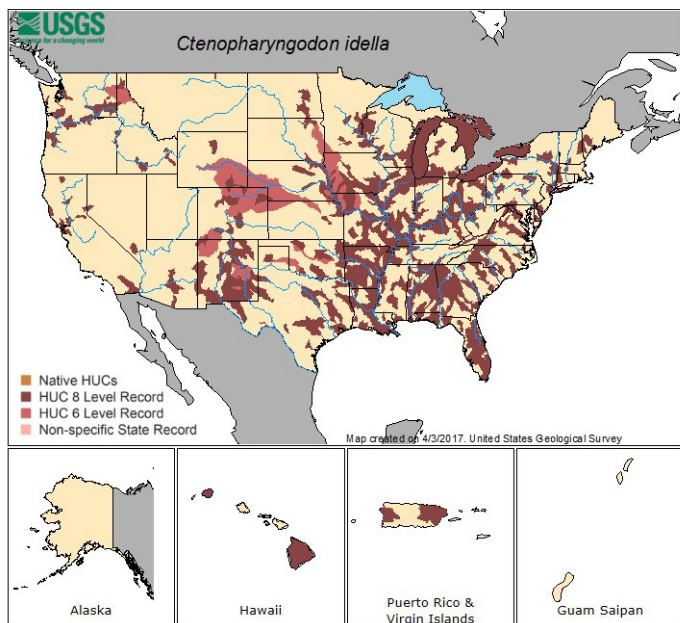 USGS
science for a changing world
Ctenopharyngodon idella
Native HUCs
HUC 8 Level Record
HUC 6 Level Record
Non-specific State Record
Map created on 4/3/2017. United States Geological Survey
Alaska
Hawaii
Puerto Rico &
Virgin Islands
Guam Saipan